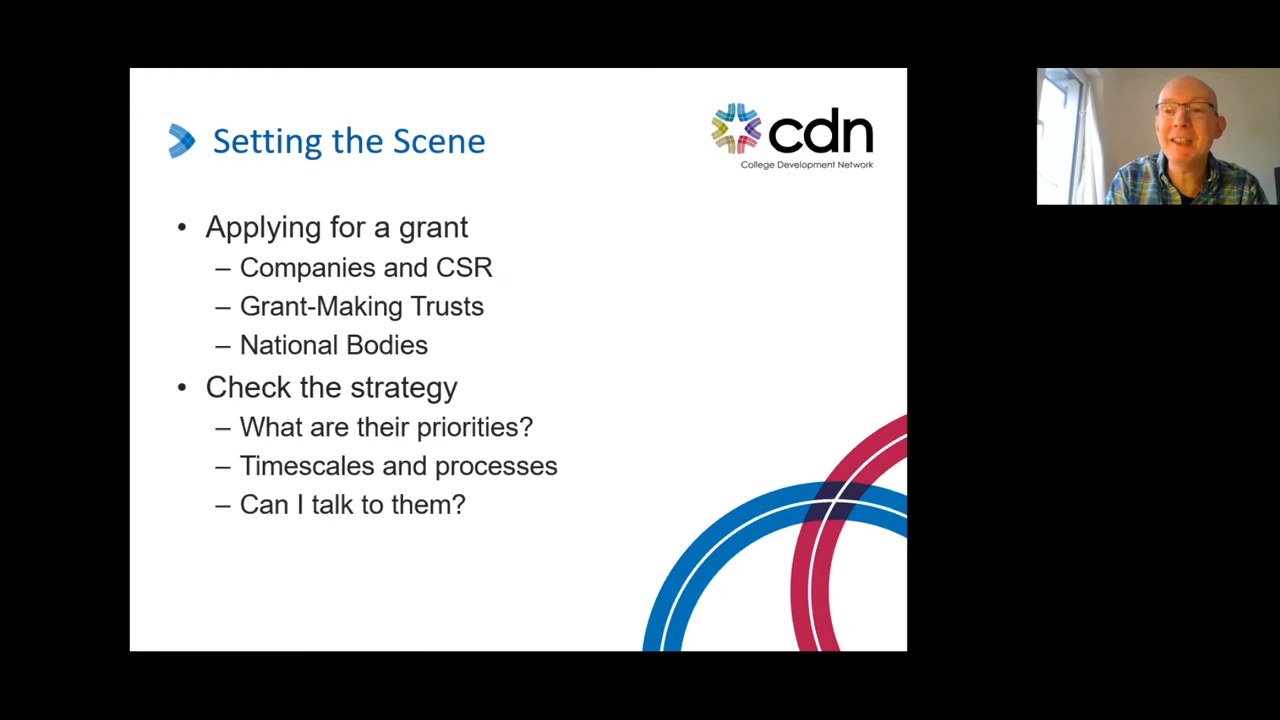 Setting the Scene
cdn
College Development Network
• Applying for a grant
– Companies and CSR
– Grant-Making Trusts
– National Bodies
• Check the strategy
– What are their priorities?
– Timescales and processes
– Can I talk to them?